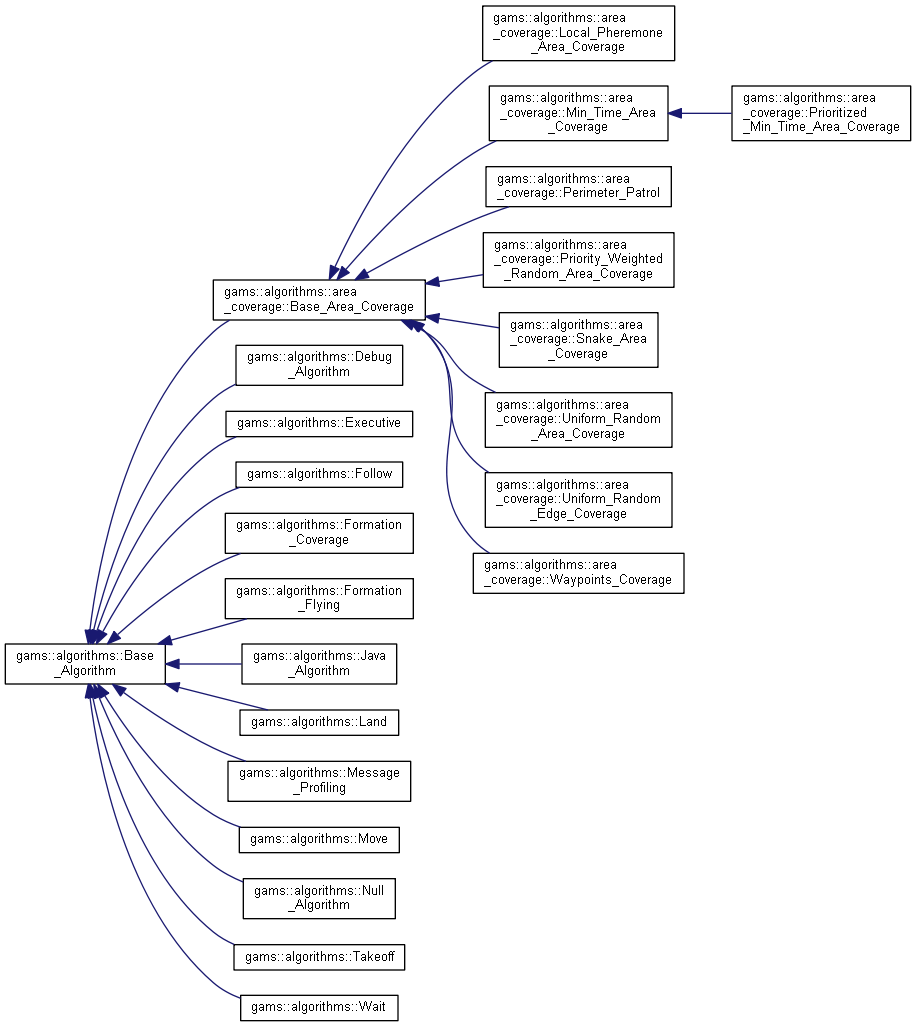 gams::algorithms::area
_coverage::Local_Pheremone
_Area_Coverage
gams::algorithms::area
_coverage::Min_Time_Area
_Coverage
gams::algorithms::area
_coverage::Prioritized
_Min_Time_Area_Coverage
gams::algorithms::area
_coverage::Perimeter_Patrol
gams::algorithms::area
_coverage::Priority_Weighted
_Random_Area_Coverage
gams::algorithms::area
_coverage::Base_Area_Coverage
gams::algorithms::area
_coverage::Snake_Area
_Coverage
gams::algorithms::Debug
_Algorithm
gams::algorithms::area
_coverage::Uniform_Random
_Area_Coverage
gams::algorithms::Executive
gams::algorithms::Follow
gams::algorithms::area
_coverage::Uniform_Random
_Edge_Coverage
gams::algorithms::Formation
_Coverage
gams::algorithms::area
_coverage::Waypoints_Coverage
gams::algorithms::Formation
_Flying
gams::algorithms::Base
_Algorithm
gams::algorithms::Java
_Algorithm
gams::algorithms::Land
gams::algorithms::Message
_Profiling
gams::algorithms::Move
gams::algorithms::Null
_Algorithm
gams::algorithms::Takeoff
gams::algorithms::Wait